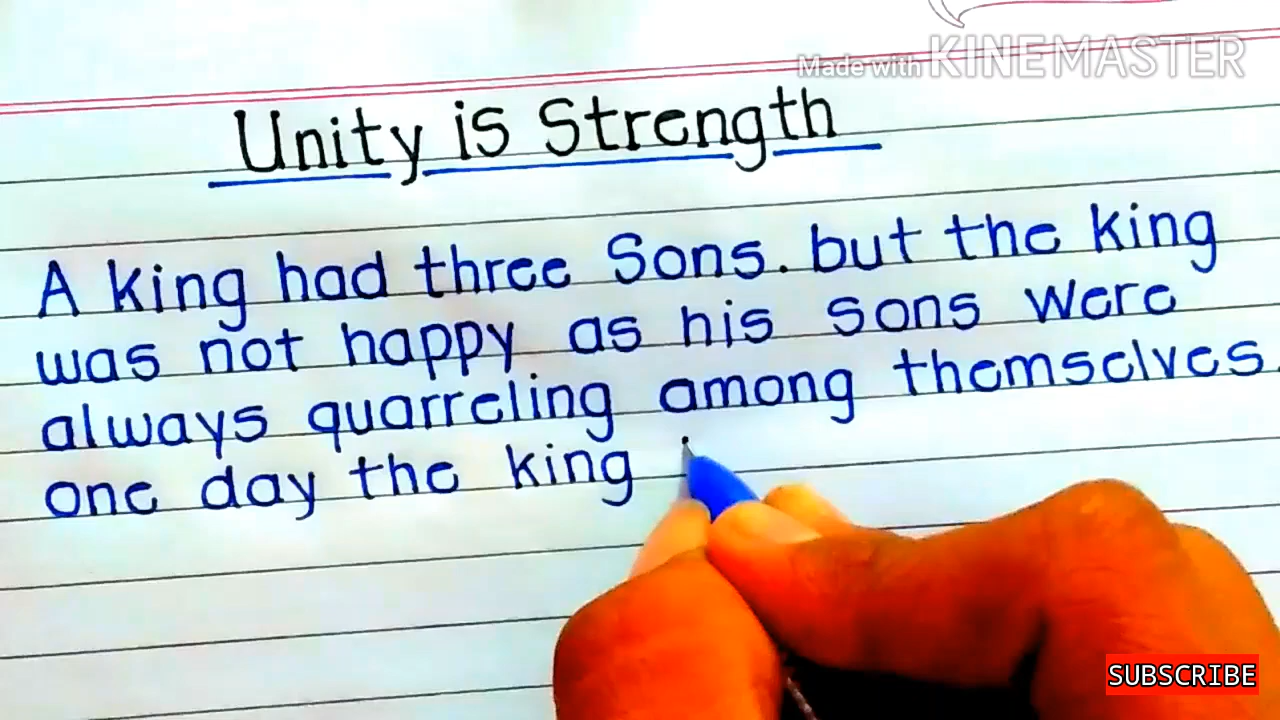 Made with KINEMASTER
Unity is Strength
A king had three Sons. but the king
was not happy as his sons were
always quarreling among themselves.
one day the king
SUBSCRIBE